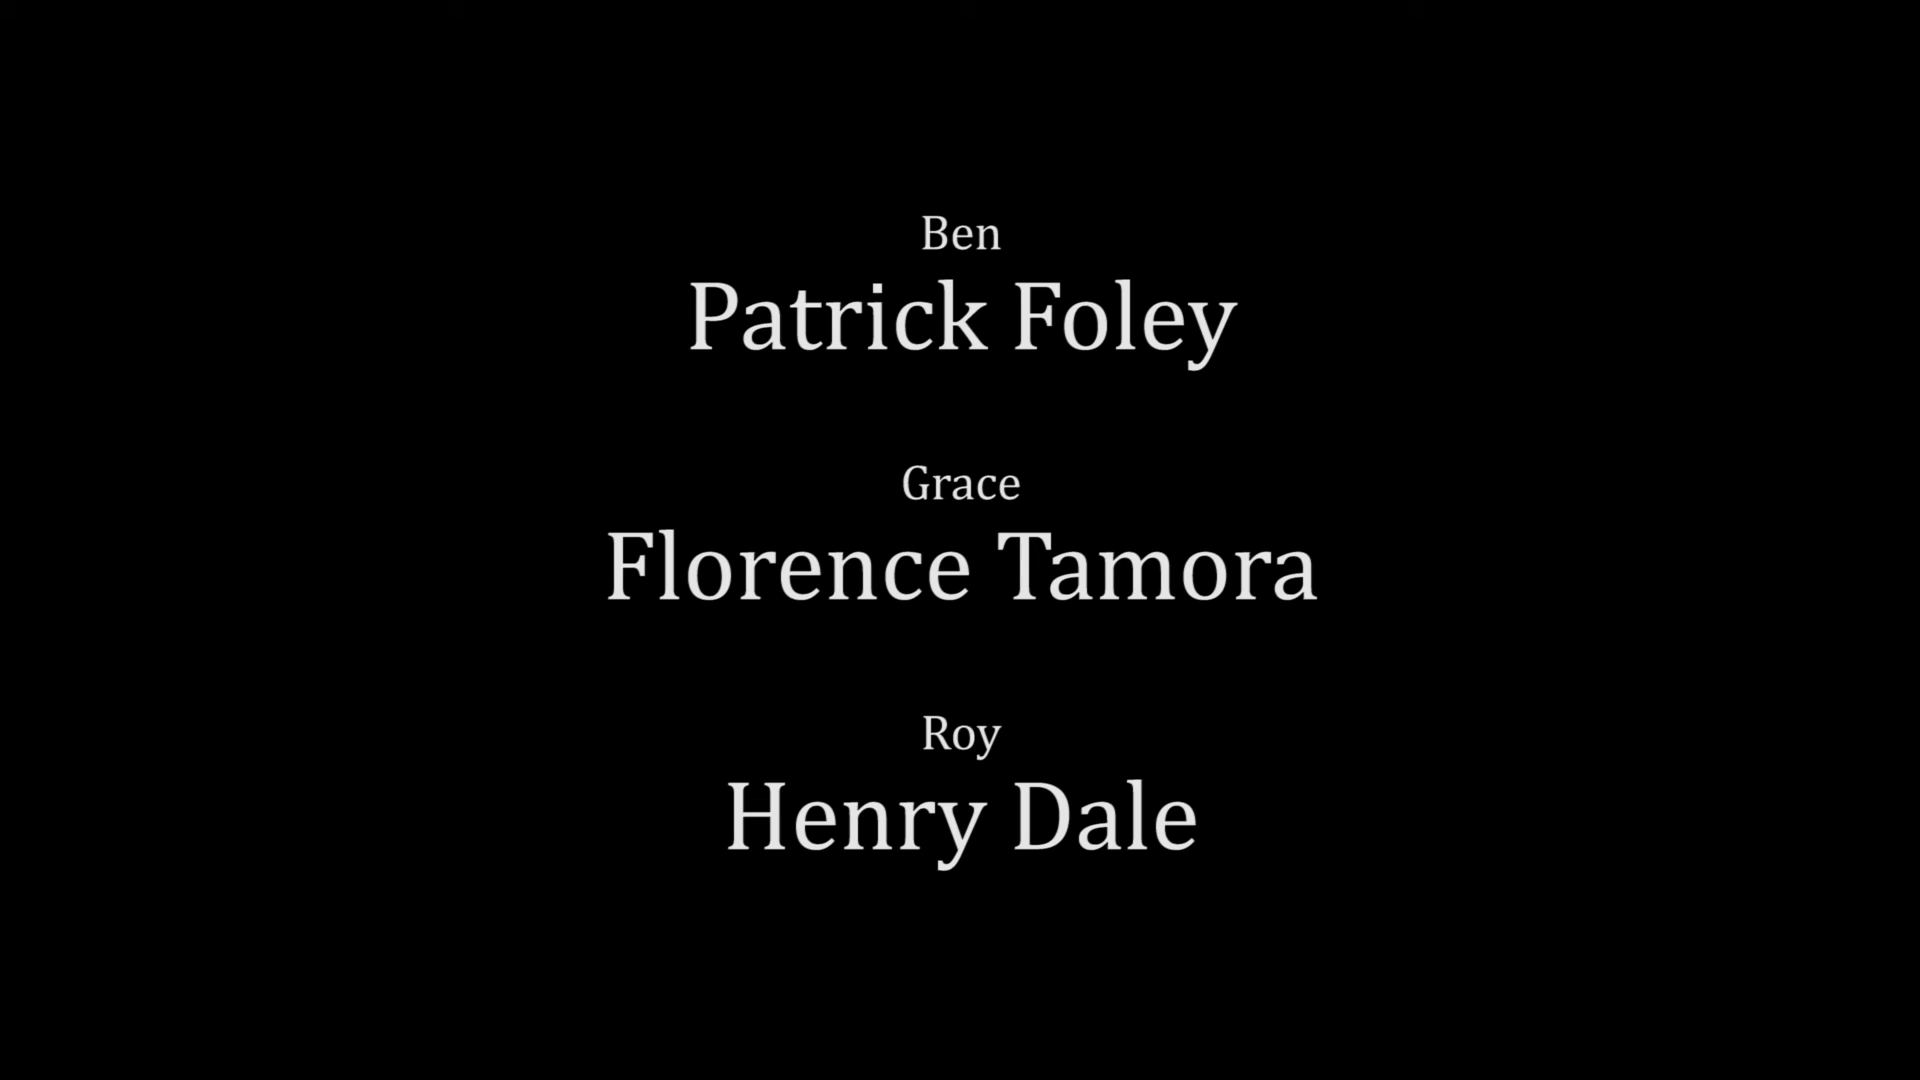 Ben
Patrick Foley
Grace
Florence Tamora
Roy
Henry Dale